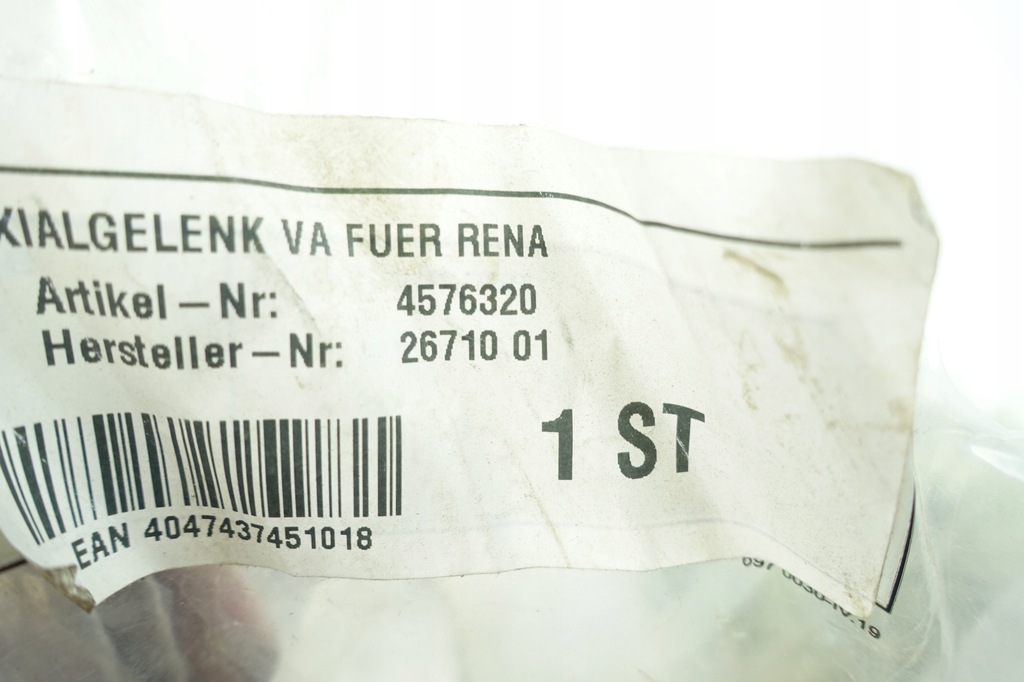 XIALGELENK VA FUER RENA
Artikel-Nr: 4576320
Hersteller-Nr: 26710 01
1 ST
EAN 4047437451018